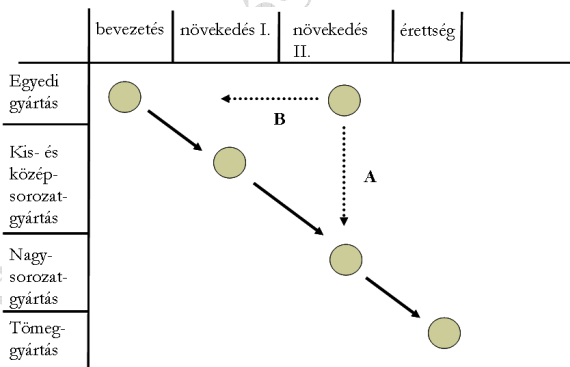 bevezetés
növekedés I.
növekedés
II.
érettség
Egyedi
gyártás
B
Kis- és
közép-
sorozat-
gyártás
A
Nagy-
sorozat-
gyártás
Tömeg-
gyártás